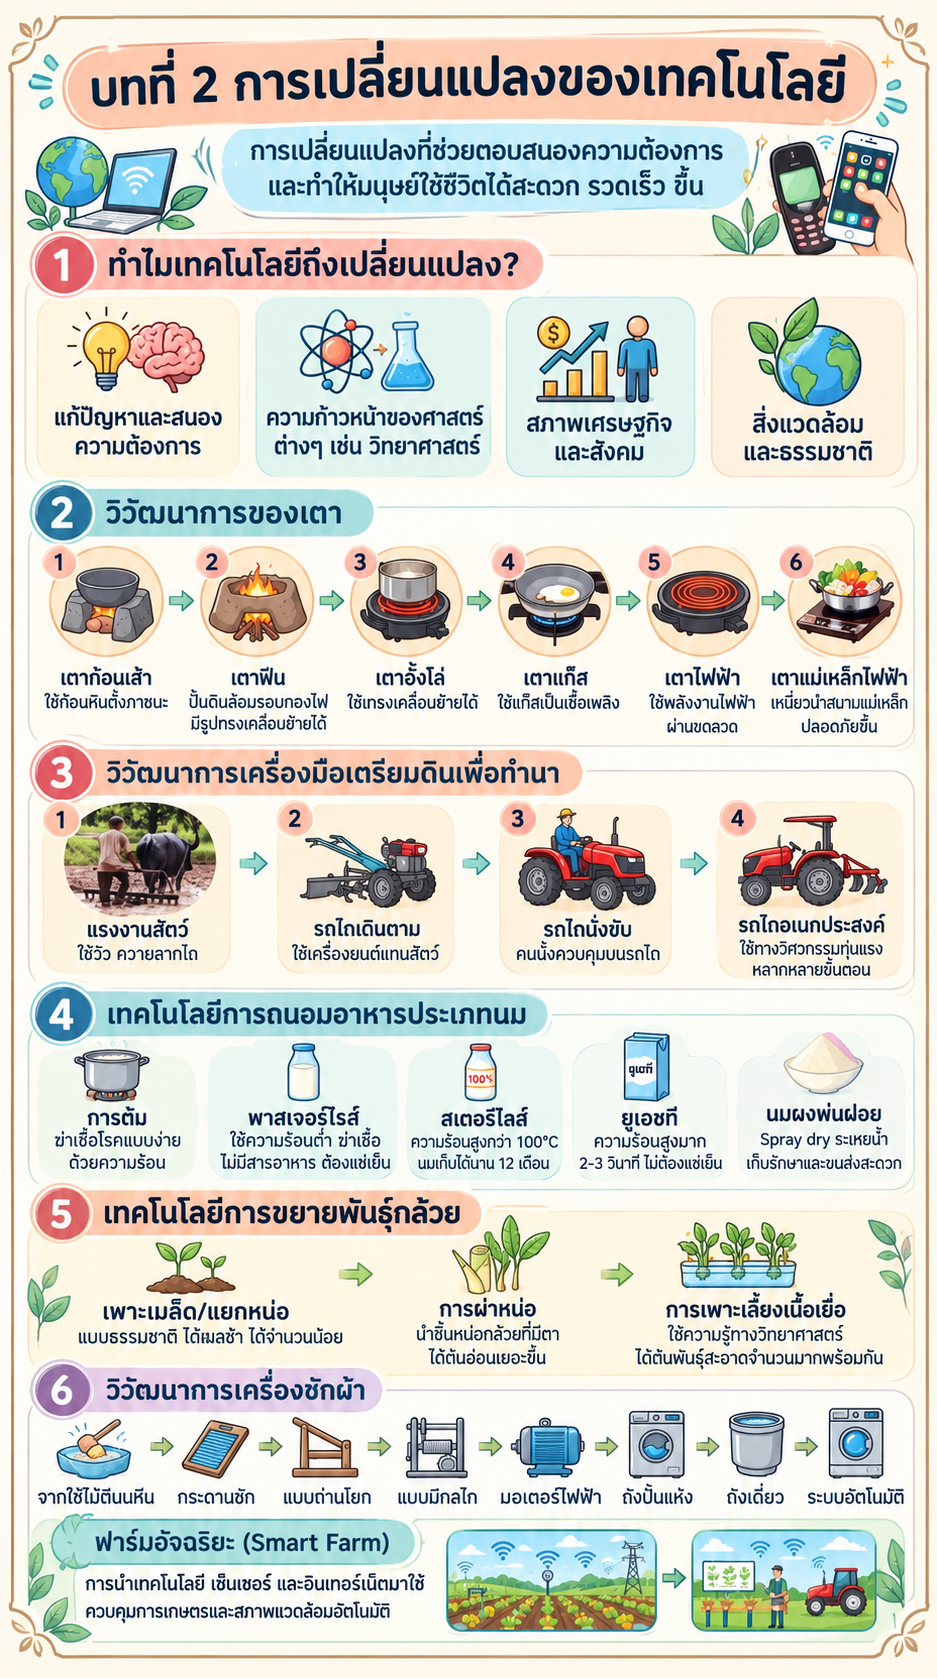 บทที่ 2 การเปลี่ยนแปลงของเทคโนโลยี
การเปลี่ยนแปลงที่ช่วยตอบสนองความต้องการ
และทำให้มนุษย์ใช้ชีวิตได้สะดวก รวดเร็ว ขึ้น
1 ทำไมเทคโนโลยีถึงเปลี่ยนแปลง?
$
แก้ปัญหาและสนอง
ความต้องการ
ความก้าวหน้าของศาสตร์
ต่างๆ เช่น วิทยาศาสตร์
สภาพเศรษฐกิจ
และสังคม
สิ่งแวดล้อม
และธรรมชาติ
2 วิวัฒนาการของเตา
1
เตาก้อนเส้า
ใช้ก้อนหินตั้งภาชนะ
2
เตาฟืน
ปั้นดินล้อมรอบกองไฟ
มีรูปทรงเคลื่อนย้ายได้
3
เตาอั้งโล่
ใช้เทรงเคลื่อนย้ายได้
4
เตาแก็ส
ใช้แก็สเป็นเชื้อเพลิง
5
เตาไฟฟ้า
ใช้พลังงานไฟฟ้า
ผ่านขดลวด
6
เตาแม่เหล็กไฟฟ้า
เหนี่ยวนำสนามแม่เหล็ก
ปลอดภัยขึ้น
3 วิวัฒนาการเครื่องมือเตรียมดินเพื่อทำนา
1
แรงงานสัตว์
ใช้วัว ควายลากไถ
2
รถไถเดินตาม
ใช้เครื่องยนต์แทนสัตว์
3
รถไถนั่งขับ
คนนั่งควบคุมบนรถไถ
4
รถไถอเนกประสงค์
ใช้ทางวิศวกรรมทุ่นแรง
หลากหลายขั้นตอน
4 เทคโนโลยีการถนอมอาหารประเภทนม
การต้ม
ฆ่าเชื้อโรคแบบง่าย
ด้วยความร้อน
พาสเจอร์ไรส์
ใช้ความร้อนต่ำ ฆ่าเชื้อ
ไม่มีสารอาหาร ต้องแช่เย็น
100%
สเตอรีไลส์
ความร้อนสูงกว่า 100°C
นมเก็บได้นาน 12 เดือน
ยูเอชที
ความร้อนสูงมาก
2-3 วินาที ไม่ต้องแช่เย็น
นมผงพ่นฝอย
Spray dry ระเหยน้ำ
เก็บรักษาและขนส่งสะดวก
5 เทคโนโลยีการขยายพันธุ์กล้วย
เพาะเมล็ด/แยกหน่อ
แบบธรรมชาติ ได้ผลช้า ได้จำนวนน้อย
การผ่าหน่อ
นำชิ้นหน่อกล้วยที่มีตา
ได้ต้นอ่อนเยอะขึ้น
การเพาะเลี้ยงเนื้อเยื่อ
ใช้ความรู้ทางวิทยาศาสตร์
ได้ต้นพันธุ์สะอาดจำนวนมากพร้อมกัน
6 วิวัฒนาการเครื่องซักผ้า
จากใช้ไม้ตีบนหิน
กระดานซัก
แบบถ่านโยก
แบบมีกลไก
มอเตอร์ไฟฟ้า
ถังปั่นแห้ง
ถังเดี่ยว
ระบบอัตโนมัติ
ฟาร์มอัจฉริยะ (Smart Farm)
การนำเทคโนโลยี เซ็นเซอร์ และอินเทอร์เน็ตมาใช้
ควบคุมการเกษตรและสภาพแวดล้อมอัตโนมัติ